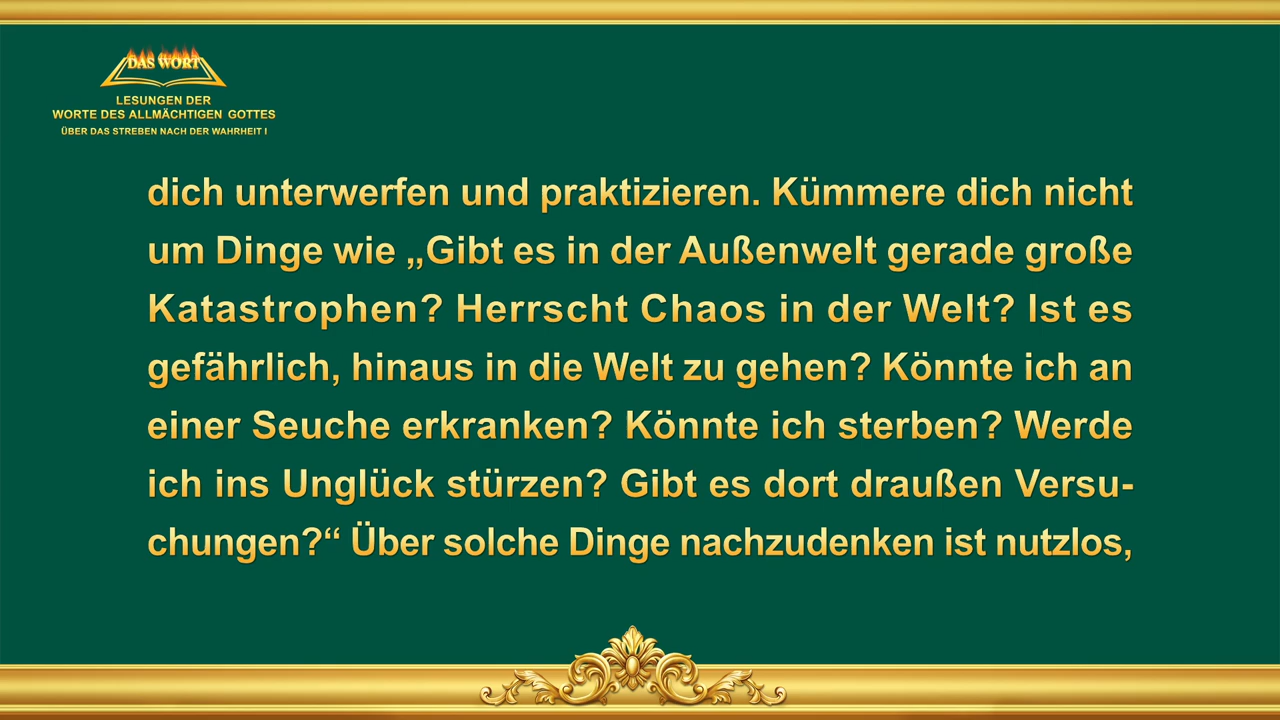 DAS WORT
LESUNGEN DER
WORTE DES ALLMÄCHTIGEN GOTTES
ÜBER DAS STREBEN NACH DER WAHRHEIT I
dich unterwerfen und praktizieren. Kümmere dich nicht
um Dinge wie „Gibt es in der Außenwelt gerade große
Katastrophen? Herrscht Chaos in der Welt? Ist es
gefährlich, hinaus in die Welt zu gehen? Könnte ich an
einer Seuche erkranken? Könnte ich sterben? Werde
ich ins Unglück stürzen? Gibt es dort draußen Versu-
chungen?“ Über solche Dinge nachzudenken ist nutzlos,